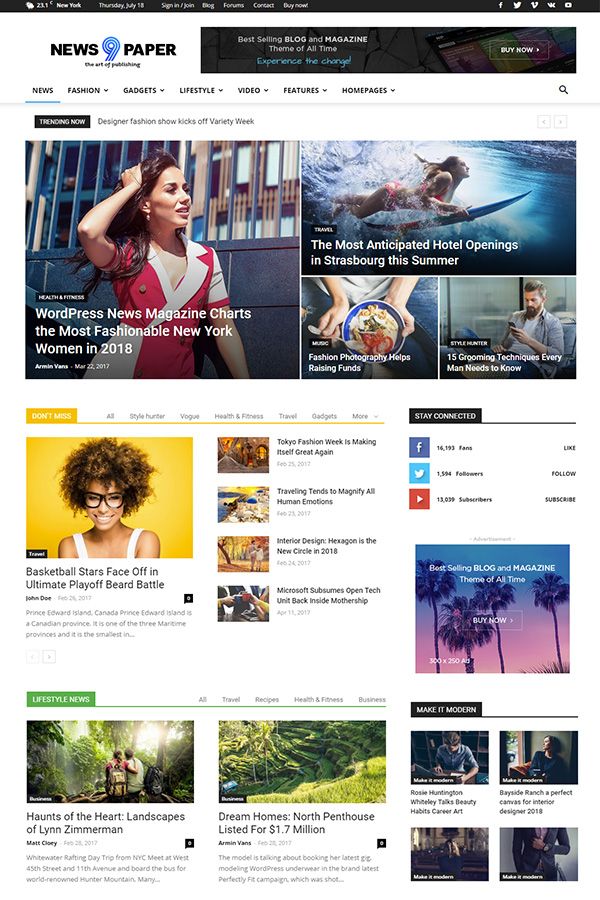 23.1 C New York Thursday, July 18 Sign in / Join Blog Forums Contact Buy now!
NEWS 9 PAPER
the art of publishing
Best Selling BLOG and MAGAZINE
Theme of All Time
Experience the change!
BUY NOW
NEWS FASHION GADGETS LIFESTYLE VIDEO FEATURES HOMEPAGES
TRENDING NOW Designer fashion show kicks off Variety Week
HEALTH & FITNESS
WordPress News Magazine Charts
the Most Fashionable New York
Women in 2018
Armin Vans - Mar 22, 2017
TRAVEL
The Most Anticipated Hotel Openings
in Strasbourg this Summer
MUSIC
Fashion Photography Helps
Raising Funds
STYLE HUNTER
15 Grooming Techniques Every
Man Needs to Know
DON'T MISS All Style hunter Vogue Health & Fitness Travel Gadgets More
Travel
Basketball Stars Face Off in
Ultimate Playoff Beard Battle
John Doe - Feb 26, 2017 0
Prince Edward Island, Canada Prince Edward Island is
a Canadian province. It is one of the three Maritime
provinces and it is the smallest in...
Tokyo Fashion Week Is Making
Itself Great Again
Feb 25, 2017
Traveling Tends to Magnify All
Human Emotions
Feb 23, 2017
Interior Design: Hexagon is the
New Circle in 2018
Feb 24, 2017
Microsoft Subsumes Open Tech
Unit Back Inside Mothership
Apr 11, 2017
STAY CONNECTED
16,193 Fans LIKE
1,594 Followers FOLLOW
13,039 Subscribers SUBSCRIBE
- Advertisement -
Best Selling BLOG and MAGAZINE
Theme of All Time
BUY NOW
300 x 250 Ad
LIFESTYLE NEWS All Travel Recipes Health & Fitness Business
Business
Haunts of the Heart: Landscapes
of Lynn Zimmerman
Matt Cloey - Feb 28, 2017 0
Whitewater Rafting Day Trip from NYC Meet at West
45th Street and 11th Avenue and board the bus for
world-renowned Hunter Mountain. Many...
Business
Dream Homes: North Penthouse
Listed For $1.7 Million
Armin Vans - Feb 28, 2017 0
The model is talking about booking her latest gig,
modeling WordPress underwear in the brand latest
Perfectly Fit campaign, which was shot...
MAKE IT MODERN
Make it modern
Rosie Huntington
Whiteley Talks Beauty
Habits Career Art
Make it modern
Bayside Ranch a perfect
canvas for interior
designer 2018
Make it modern
Make it modern